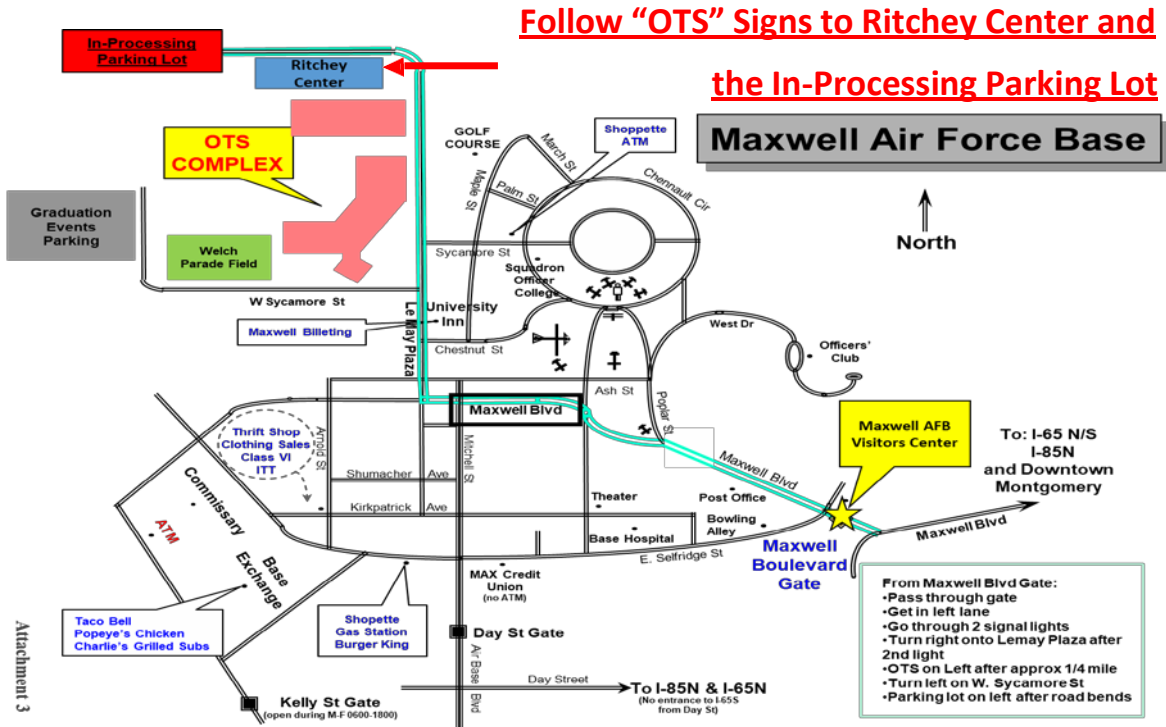 Follow “OTS” Signs to Ritchey Center and
the In-Processing Parking Lot
In-Processing
Parking Lot
Ritchey
Center
Maxwell Air Force Base
North
OTS
COMPLEX
GOLF
COURSE
Shoppette
ATM
March St
Maple St
Palm St
Chennault Cir
Graduation
Events
Parking
Welch
Parade Field
Sycamore St
Squadron
Officer
College
W Sycamore St
Le May Plaza
University
Inn
Maxwell Billeting
Chestnut St
West Dr
Officers'
Club
Ash St
Poplar St
Maxwell Blvd
Maxwell AFB
Visitors Center
To: I-65 N/S
I-85N
and Downtown
Montgomery
Thrift Shop
Clothing Sales
Class VI
ITT
Arnold St
Mitchell St
Shumacher Ave
Kirkpatrick Ave
Maxwell Blvd
Theater
Post Office
Bowling
Alley
Base Hospital
E. Selfridge St
Maxwell Blvd
Maxwell
Boulevard
Gate
Commissary
ATM
Base
Exchange
MAX Credit
Union
(no ATM)
Taco Bell
Popeye's Chicken
Charlie's Grilled Subs
Shopette
Gas Station
Burger King
Day St Gate
Air Base Blvd
Day Street
To I-85N & I-65N
(No entrance to I-65S
from Day St)
Kelly St Gate
(open during M-F 0600-1800)
From Maxwell Blvd Gate:
•Pass through gate
•Get in left lane
•Go through 2 signal lights
•Turn right onto Lemay Plaza after
2nd light
•OTS on Left after approx 1/4 mile
•Turn left on W. Sycamore St
•Parking lot on left after road bends
Attachment 3